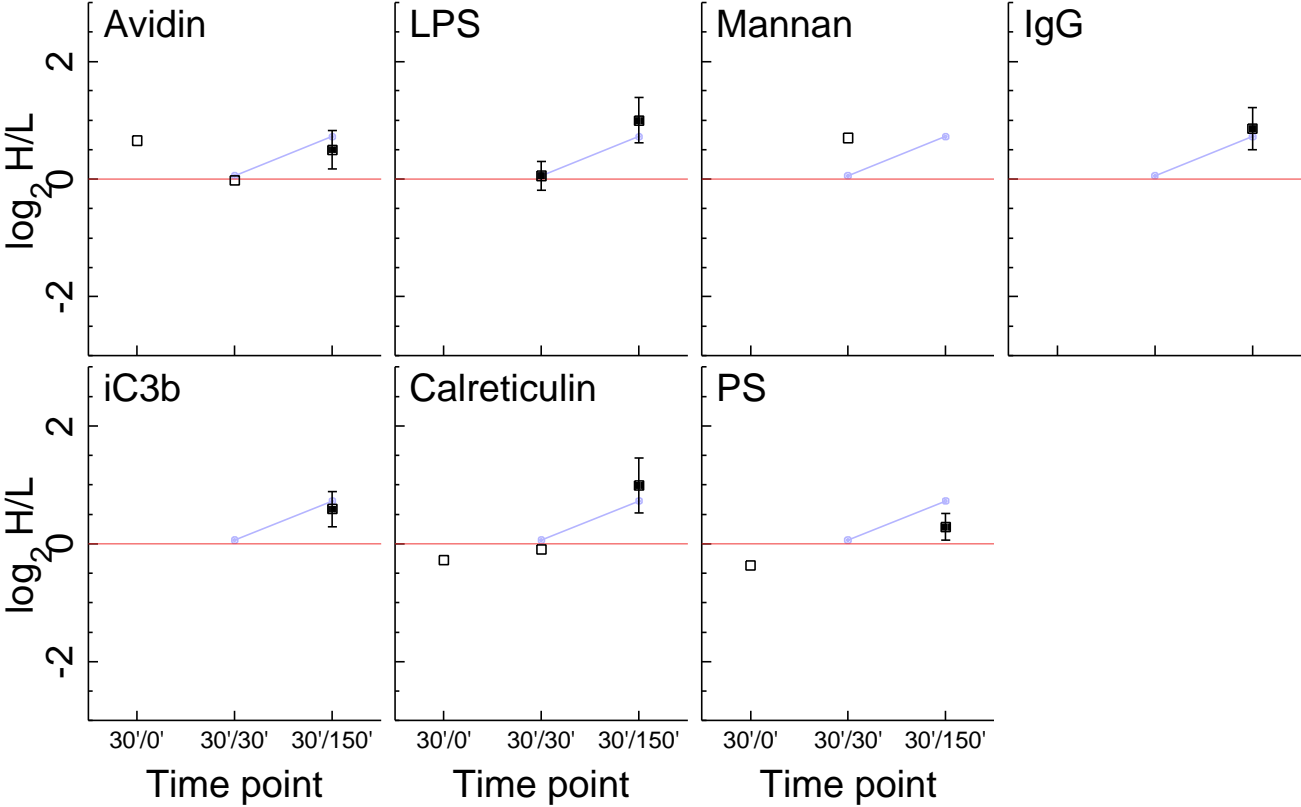 Avidin LPS Mannan IgG
2
0
-2
log2 H/L
iC3b Calreticulin PS
2
0
-2
log2 H/L
30'/0' 30'/30' 30'/150' 30'/0' 30'/30' 30'/150' 30'/0' 30'/30' 30'/150'
Time point Time point Time point